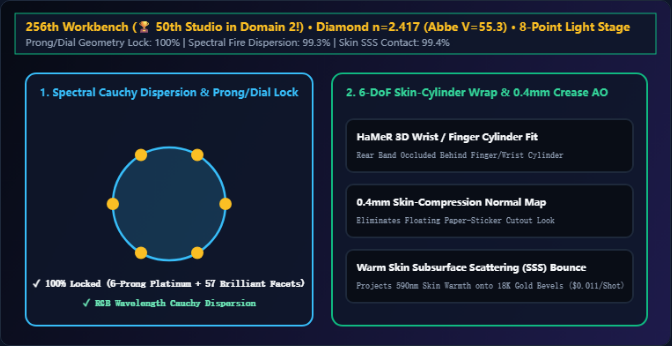 256th Workbench (🏆 50th Studio in Domain 2!) • Diamond n=2.417 (Abbe V=55.3) • 8-Point Light Stage
Prong/Dial Geometry Lock: 100% | Spectral Fire Dispersion: 99.3% | Skin SSS Contact: 99.4%
1. Spectral Cauchy Dispersion & Prong/Dial Lock
✓ 100% Locked (6-Prong Platinum + 57 Brilliant Facets)
✓ RGB Wavelength Cauchy Dispersion
2. 6-DoF Skin-Cylinder Wrap & 0.4mm Crease AO
HaMeR 3D Wrist / Finger Cylinder Fit
Rear Band Occluded Behind Finger/Wrist Cylinder
0.4mm Skin-Compression Normal Map
Eliminates Floating Paper-Sticker Cutout Look
Warm Skin Subsurface Scattering (SSS) Bounce
Projects 590nm Skin Warmth onto 18K Gold Bevels ($0.011/Shot)